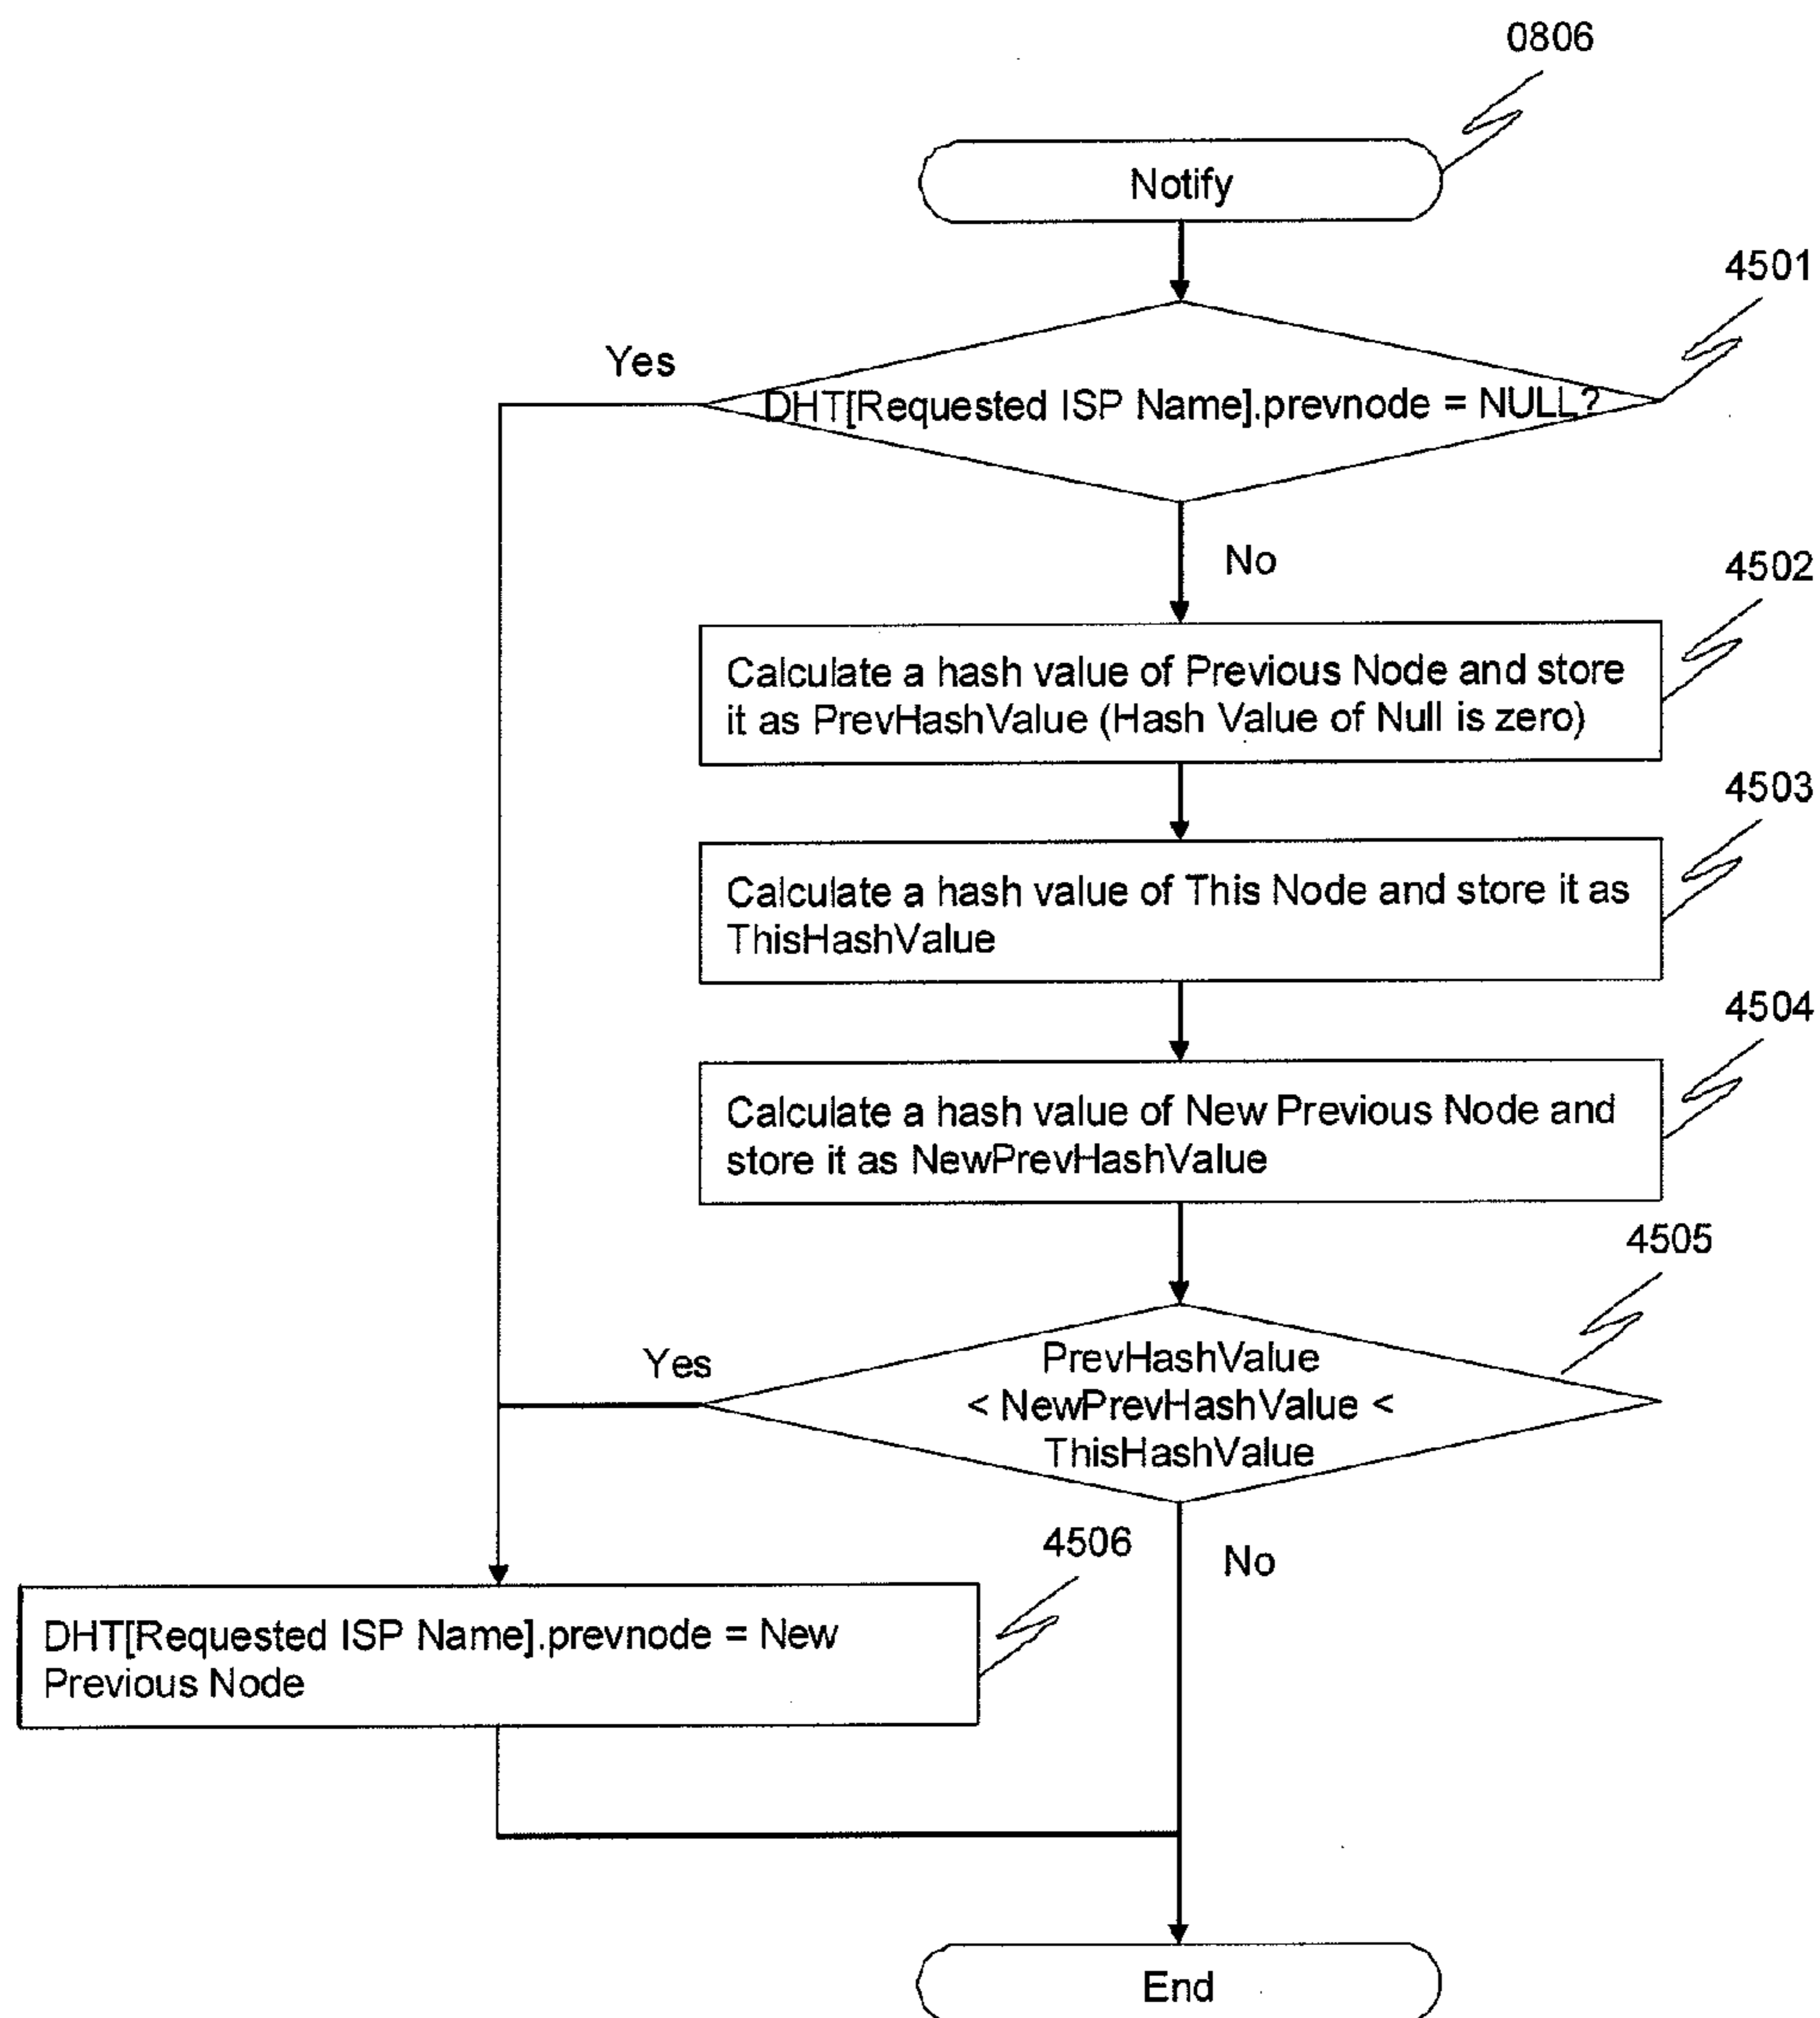 0806
Notify
4501
Yes
DHT[Requested ISP Name].prevnode = NULL?
No
4502
Calculate a hash value of Previous Node and store
it as PrevHashValue (Hash Value of Null is zero)
4503
Calculate a hash value of This Node and store it as
ThisHashValue
4504
Calculate a hash value of New Previous Node and
store it as NewPrevHashValue
4505
Yes
PrevHashValue
< NewPrevHashValue <
ThisHashValue
4506
No
DHT[Requested ISP Name].prevnode = New
Previous Node
End